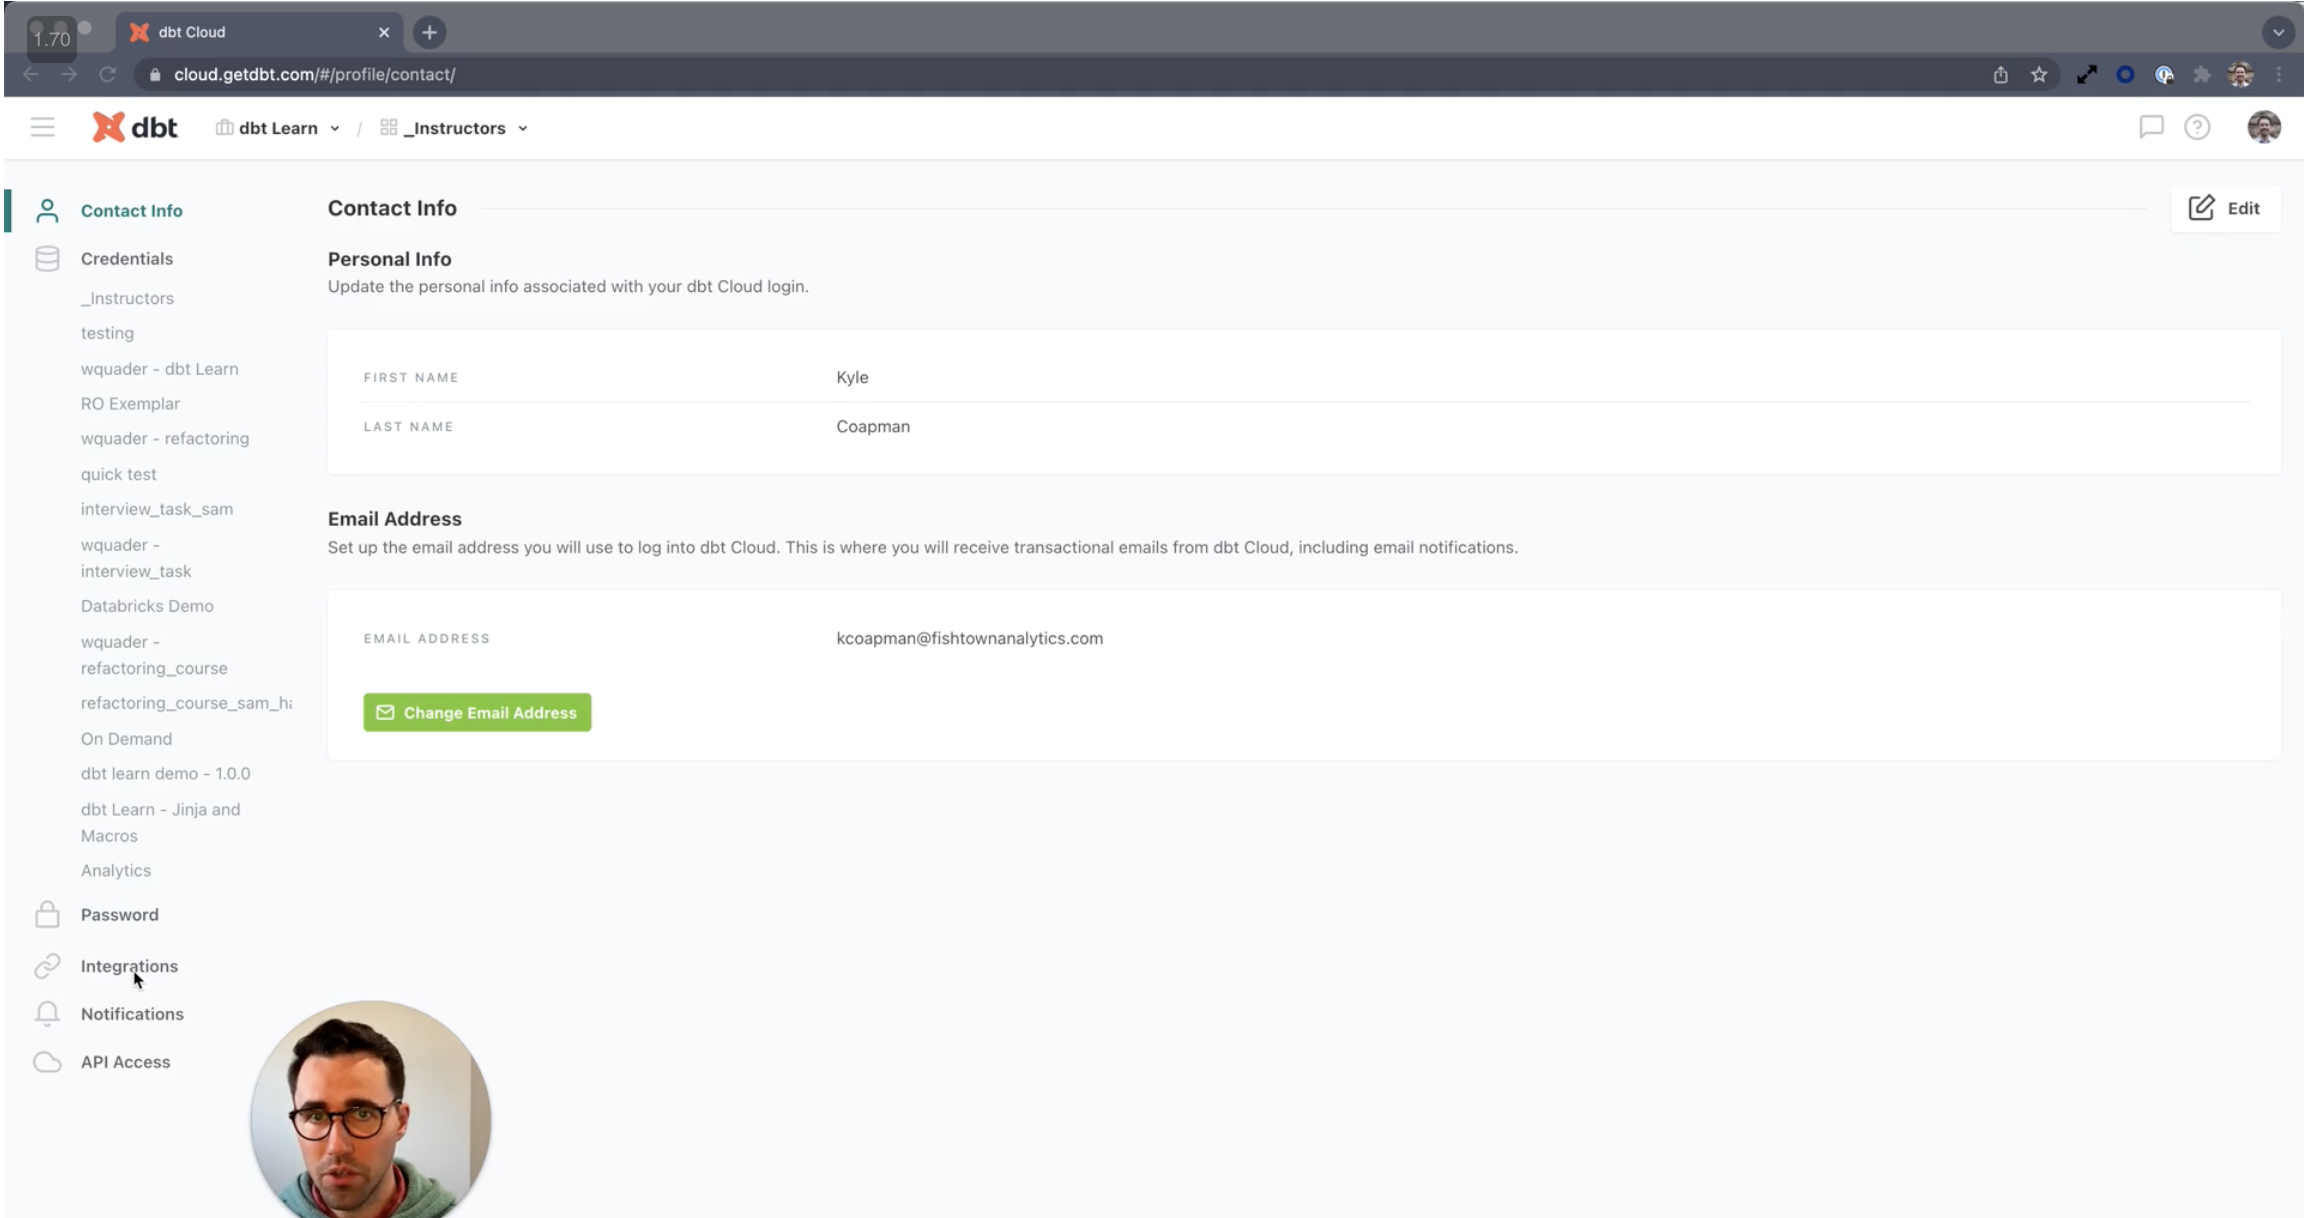 1.70
dbt Cloud
cloud.getdbt.com/#/profile/contact/
dbt
dbt Learn / _Instructors
Contact Info
Credentials
_Instructors
testing
wquader - dbt Learn
RO Exemplar
wquader - refactoring
quick test
interview_task_sam
wquader -
interview_task
Databricks Demo
wquader -
refactoring_course
refactoring_course_sam_ha
On Demand
dbt learn demo - 1.0.0
dbt Learn - Jinja and
Macros
Analytics
Password
Integrations
Notifications
API Access
Contact Info
Edit
Personal Info
Update the personal info associated with your dbt Cloud login.
FIRST NAME Kyle
LAST NAME Coapman
Email Address
Set up the email address you will use to log into dbt Cloud. This is where you will receive transactional emails from dbt Cloud, including email notifications.
EMAIL ADDRESS kcoapman@fishtownanalytics.com
Change Email Address